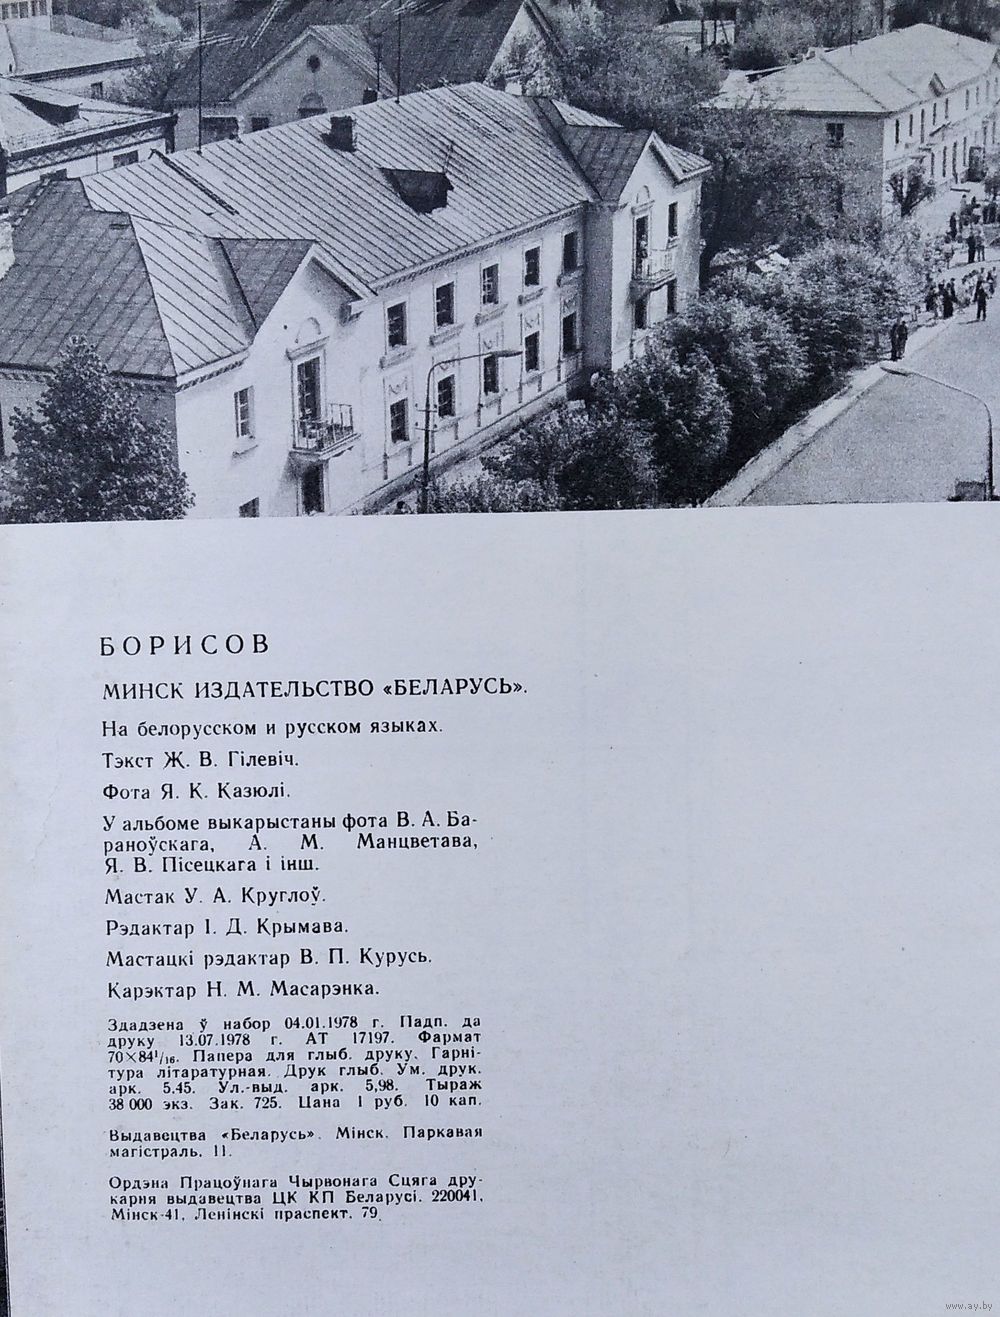 БОРИСОВ
МИНСК ИЗДАТЕЛЬСТВО «БЕЛАРУСЬ».
На белорусском и русском языках.
Тэкст Ж. В. Гілевіч.
Фота Я. К. Казюлі.
У альбоме выкарыстаны фота В. А. Ба-
раноўскага, А. М. Манцветава,
Я. В. Пісецкага і інш.
Мастак У. А. Круглоў.
Рэдактар І. Д. Крымава.
Мастацкі рэдактар В. П. Курусь.
Карэктар Н. М. Масарэнка.
Здадзена ў набор 04.01.1978 г. Падп. да
друку 13.07.1978 г. АТ 17197. Фармат
70×84¹/₁₆. Папера для глыб. друку. Гарні-
тура літаратурная. Друк глыб. Ум. друк.
арк. 5.45. Ул.-выд. арк. 5,98. Тыраж
38 000 экз. Зак. 725. Цана 1 руб. 10 кап.
Выдавецтва «Беларусь». Мінск. Паркавая
магістраль, 11.
Ордэна Працоўнага Чырвонага Сцяга дру-
карня выдавецтва ЦК КП Беларусі. 220041,
Мінск-41, Ленінскі праспект, 79.
www.ay.by